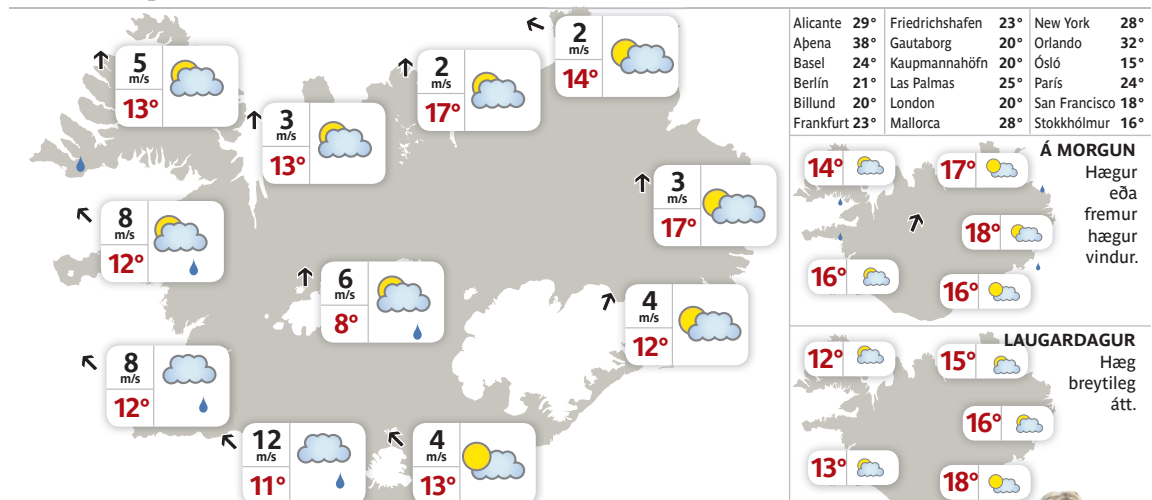 5
m/s
13°
3
m/s
13°
2
m/s
17°
2
m/s
14°
8
m/s
12°
6
m/s
8°
3
m/s
17°
4
m/s
12°
8
m/s
12°
12
m/s
11°
4
m/s
13°
Alicante 29° Friedrichshafen 23° New York 28°
Aþena 38° Gautaborg 20° Orlando 32°
Basel 24° Kaupmannahöfn 20° Ósló 15°
Berlín 21° Las Palmas 25° París 24°
Billund 20° London 20° San Francisco 18°
Frankfurt 23° Mallorca 28° Stokkhólmur 16°
Á MORGUN
Hægur
eða
fremur
hægur
vindur.
14°
17°
18°
16°
16°
LAUGARDAGUR
Hæg
breytileg
átt.
12°
15°
16°
13°
18°